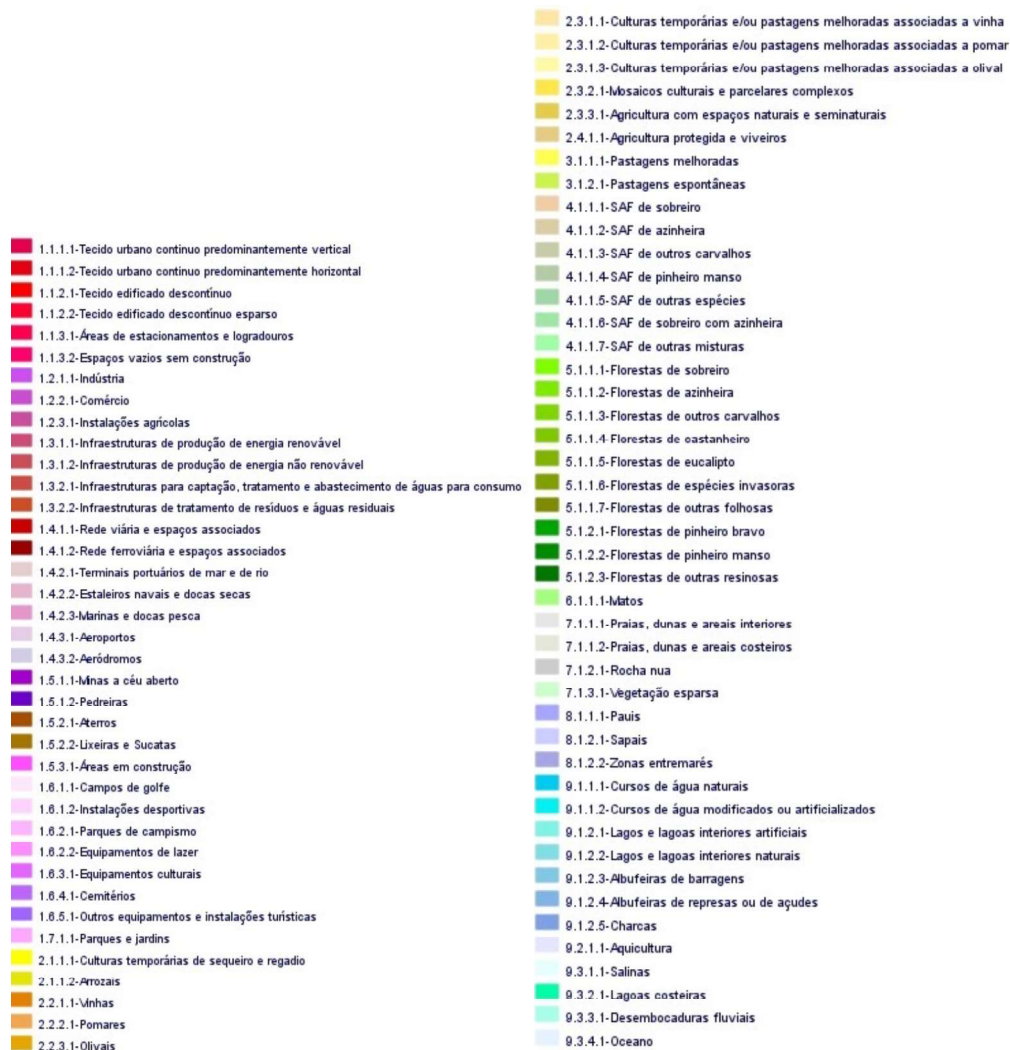 1.1.1.1-Tecido urbano continuo predominantemente vertical
1.1.1.2-Tecido urbano continuo predominantemente horizontal
1.1.2.1-Tecido edificado descontínuo
1.1.2.2-Tecido edificado descontínuo esparso
1.1.3.1-Áreas de estacionamentos e logradouros
1.1.3.2-Espaços vazios sem construção
1.2.1.1-Indústria
1.2.2.1-Comércio
1.2.3.1-Instalações agrícolas
1.3.1.1-Infraestruturas de produção de energia renovável
1.3.1.2-Infraestruturas de produção de energia não renovável
1.3.2.1-Infraestruturas para captação, tratamento e abastecimento de águas para consumo
1.3.2.2-Infraestruturas de tratamento de resíduos e águas residuais
1.4.1.1-Rede viária e espaços associados
1.4.1.2-Rede ferroviária e espaços associados
1.4.2.1-Terminais portuários de mar e de rio
1.4.2.2-Estaleiros navais e docas secas
1.4.2.3-Marinas e docas pesca
1.4.3.1-Aeroportos
1.4.3.2-Aeródromos
1.5.1.1-Minas a céu aberto
1.5.1.2-Pedreiras
1.5.2.1-Aterros
1.5.2.2-Lixeiras e Sucatas
1.5.3.1-Áreas em construção
1.6.1.1-Campos de golfe
1.6.1.2-Instalações desportivas
1.6.2.1-Parques de campismo
1.6.2.2-Equipamentos de lazer
1.6.3.1-Equipamentos culturais
1.6.4.1-Cemitérios
1.6.5.1-Outros equipamentos e instalações turísticas
1.7.1.1-Parques e jardins
2.1.1.1-Culturas temporárias de sequeiro e regadio
2.1.1.2-Arrozais
2.2.1.1-Vinhas
2.2.2.1-Pomares
2.2.3.1-Olivais
2.3.1.1-Culturas temporárias e/ou pastagens melhoradas associadas a vinha
2.3.1.2-Culturas temporárias e/ou pastagens melhoradas associadas a pomar
2.3.1.3-Culturas temporárias e/ou pastagens melhoradas associadas a olival
2.3.2.1-Mosaicos culturais e parcelares complexos
2.3.3.1-Agricultura com espaços naturais e seminaturais
2.4.1.1-Agricultura protegida e viveiros
3.1.1.1-Pastagens melhoradas
3.1.2.1-Pastagens espontâneas
4.1.1.1-SAF de sobreiro
4.1.1.2-SAF de azinheira
4.1.1.3-SAF de outros carvalhos
4.1.1.4-SAF de pinheiro manso
4.1.1.5-SAF de outras espécies
4.1.1.6-SAF de sobreiro com azinheira
4.1.1.7-SAF de outras misturas
5.1.1.1-Florestas de sobreiro
5.1.1.2-Florestas de azinheira
5.1.1.3-Florestas de outros carvalhos
5.1.1.4-Florestas de castanheiro
5.1.1.5-Florestas de eucalipto
5.1.1.6-Florestas de espécies invasoras
5.1.1.7-Florestas de outras folhosas
5.1.2.1-Florestas de pinheiro bravo
5.1.2.2-Florestas de pinheiro manso
5.1.2.3-Florestas de outras resinosas
6.1.1.1-Matos
7.1.1.1-Praias, dunas e areais interiores
7.1.1.2-Praias, dunas e areais costeiros
7.1.2.1-Rocha nua
7.1.3.1-Vegetação esparsa
8.1.1.1-Pauis
8.1.2.1-Sapais
8.1.2.2-Zonas entremarés
9.1.1.1-Cursos de água naturais
9.1.1.2-Cursos de água modificados ou artificializados
9.1.2.1-Lagos e lagoas interiores artificiais
9.1.2.2-Lagos e lagoas interiores naturais
9.1.2.3-Albufeiras de barragens
9.1.2.4-Albufeiras de represas ou de açudes
9.1.2.5-Charcas
9.2.1.1-Aquicultura
9.3.1.1-Salinas
9.3.2.1-Lagoas costeiras
9.3.3.1-Desembocaduras fluviais
9.3.4.1-Oceano